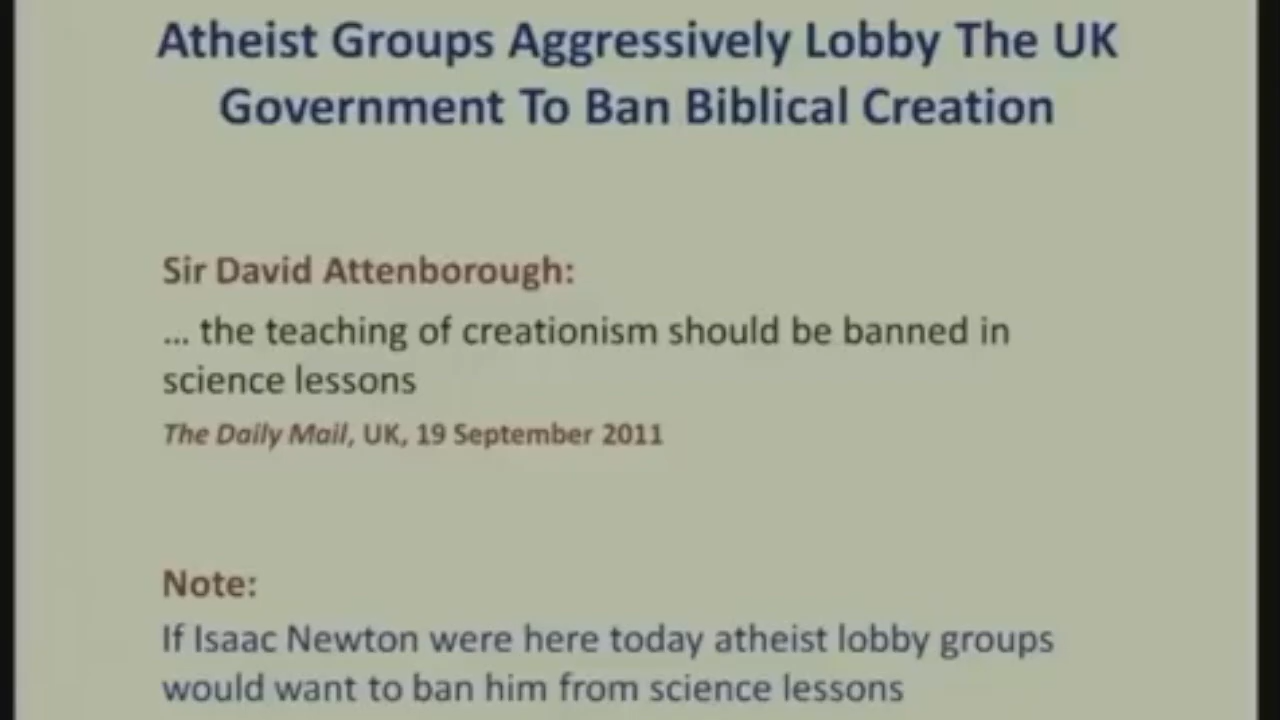 Atheist Groups Aggressively Lobby The UK
Government To Ban Biblical Creation
Sir David Attenborough:
... the teaching of creationism should be banned in
science lessons
The Daily Mail, UK, 19 September 2011
Note:
If Isaac Newton were here today atheist lobby groups
would want to ban him from science lessons